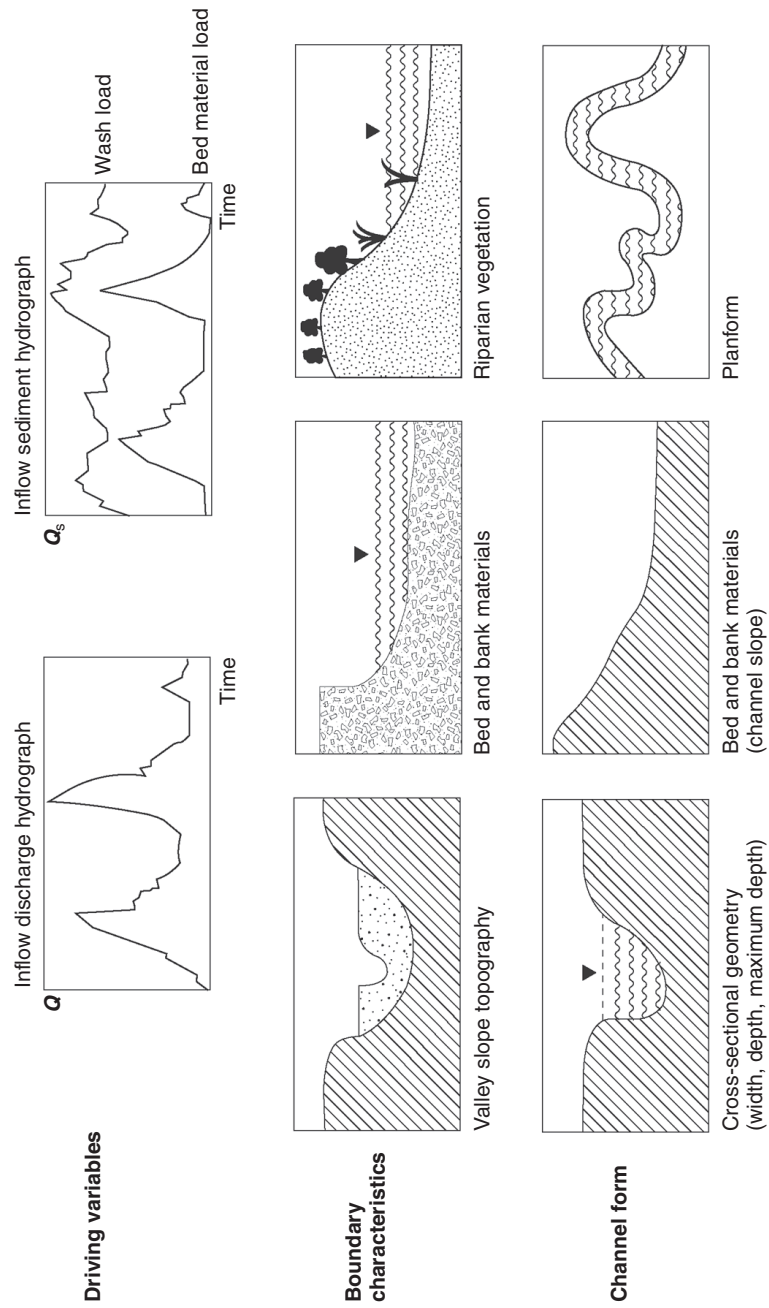 Driving variables
Inflow discharge hydrograph
Q
Time
Inflow sediment hydrograph
Qs
Wash load
Bed material load
Time
Boundary
characteristics
Valley slope topography
Bed and bank materials
Riparian vegetation
Channel form
Cross-sectional geometry
(width, depth, maximum depth)
Bed and bank materials
(channel slope)
Planform